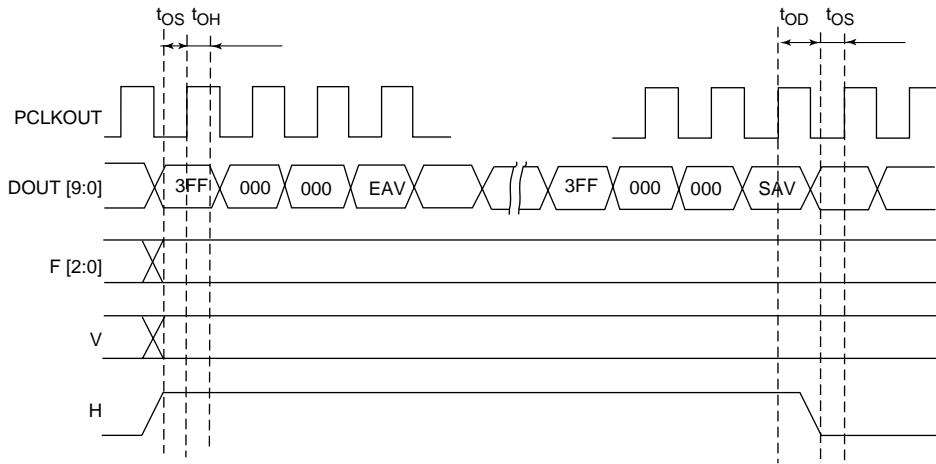 tOS tOH tOD tOS
PCLKOUT
DOUT [9:0] 3FF 000 000 EAV 3FF 000 000 SAV
F [2:0]
V
H